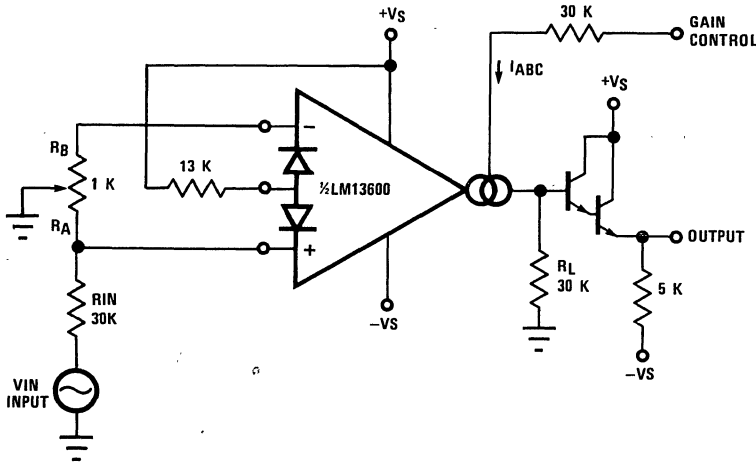 +VS
30 K
GAIN
CONTROL
IABC
+VS
RB
1 K
RA
13 K
−
½LM13600
+
−VS
RIN
30K
VIN
INPUT
RL
30 K
OUTPUT
5 K
−VS